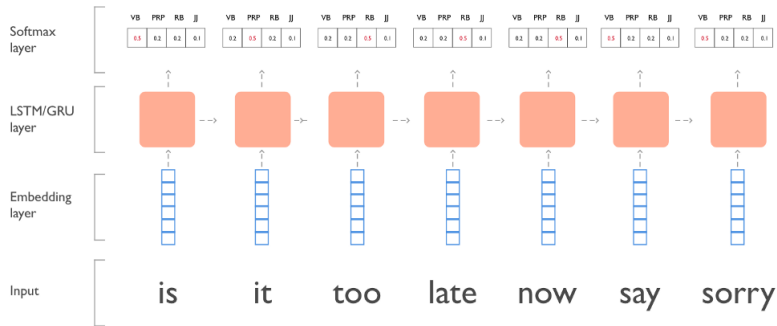 VB PRP RB JJ VB PRP RB JJ VB PRP RB JJ VB PRP RB JJ VB PRP RB JJ VB PRP RB JJ VB PRP RB JJ
Softmax
layer
0.5 0.2 0.2 0.1 0.2 0.5 0.2 0.1 0.2 0.2 0.5 0.1 0.2 0.2 0.5 0.1 0.2 0.2 0.5 0.1 0.5 0.2 0.2 0.1 0.5 0.2 0.2 0.1
LSTM/GRU
layer
Embedding
layer
Input is it too late now say sorry